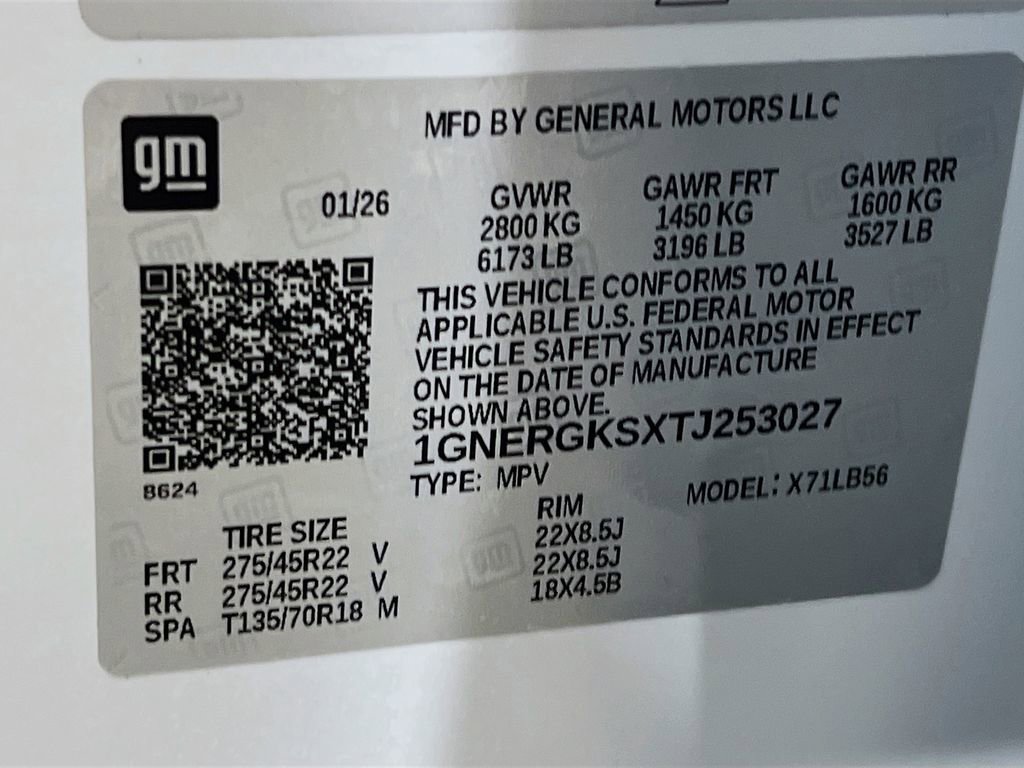 gm
MFD BY GENERAL MOTORS LLC
01/26
GVWR
2800 KG
6173 LB
GAWR FRT
1450 KG
3196 LB
GAWR RR
1600 KG
3527 LB
THIS VEHICLE CONFORMS TO ALL
APPLICABLE U.S. FEDERAL MOTOR
VEHICLE SAFETY STANDARDS IN EFFECT
ON THE DATE OF MANUFACTURE
SHOWN ABOVE.
1GNERGKSXTJ253027
TYPE: MPV
MODEL: X71LB56
8624
TIRE SIZE RIM
FRT 275/45R22 V 22X8.5J
RR 275/45R22 V 22X8.5J
SPA T135/70R18 M 18X4.5B